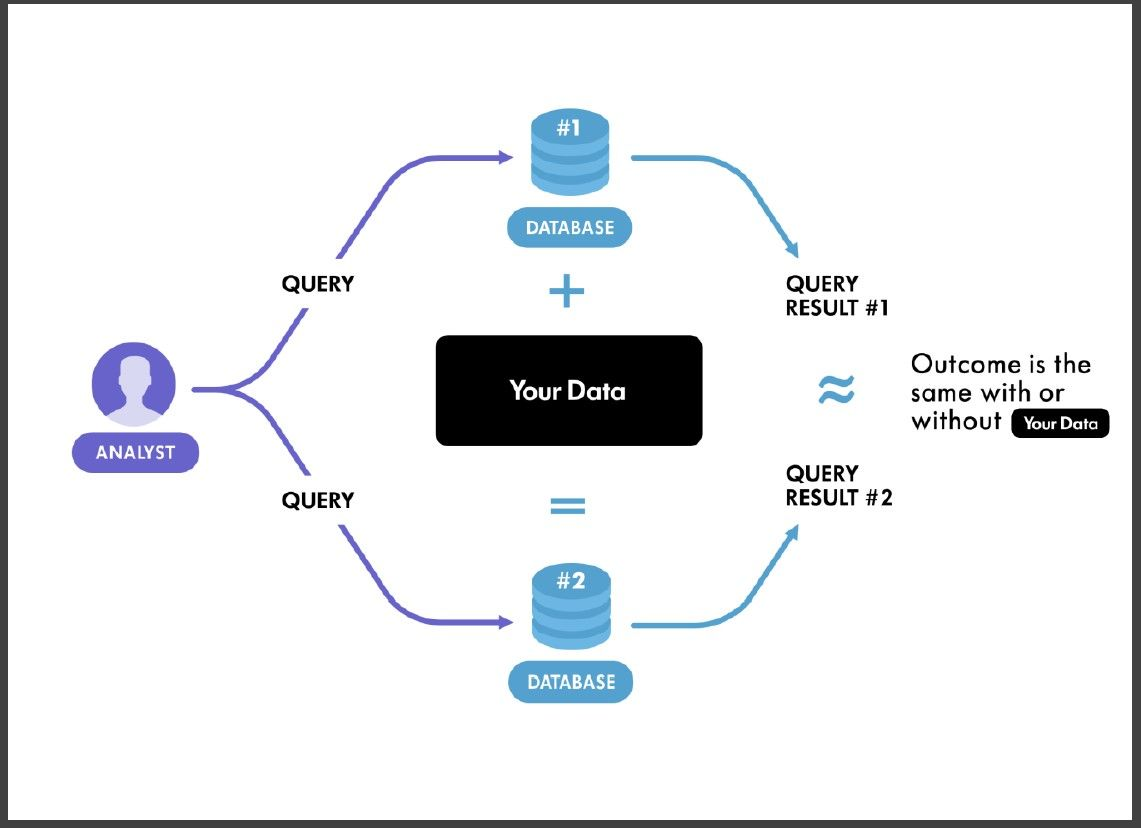 #1
DATABASE
+
QUERY
QUERY
RESULT #1
ANALYST
Your Data
≈
Outcome is the
same with or
without Your Data
QUERY
=
QUERY
RESULT #2
#2
DATABASE